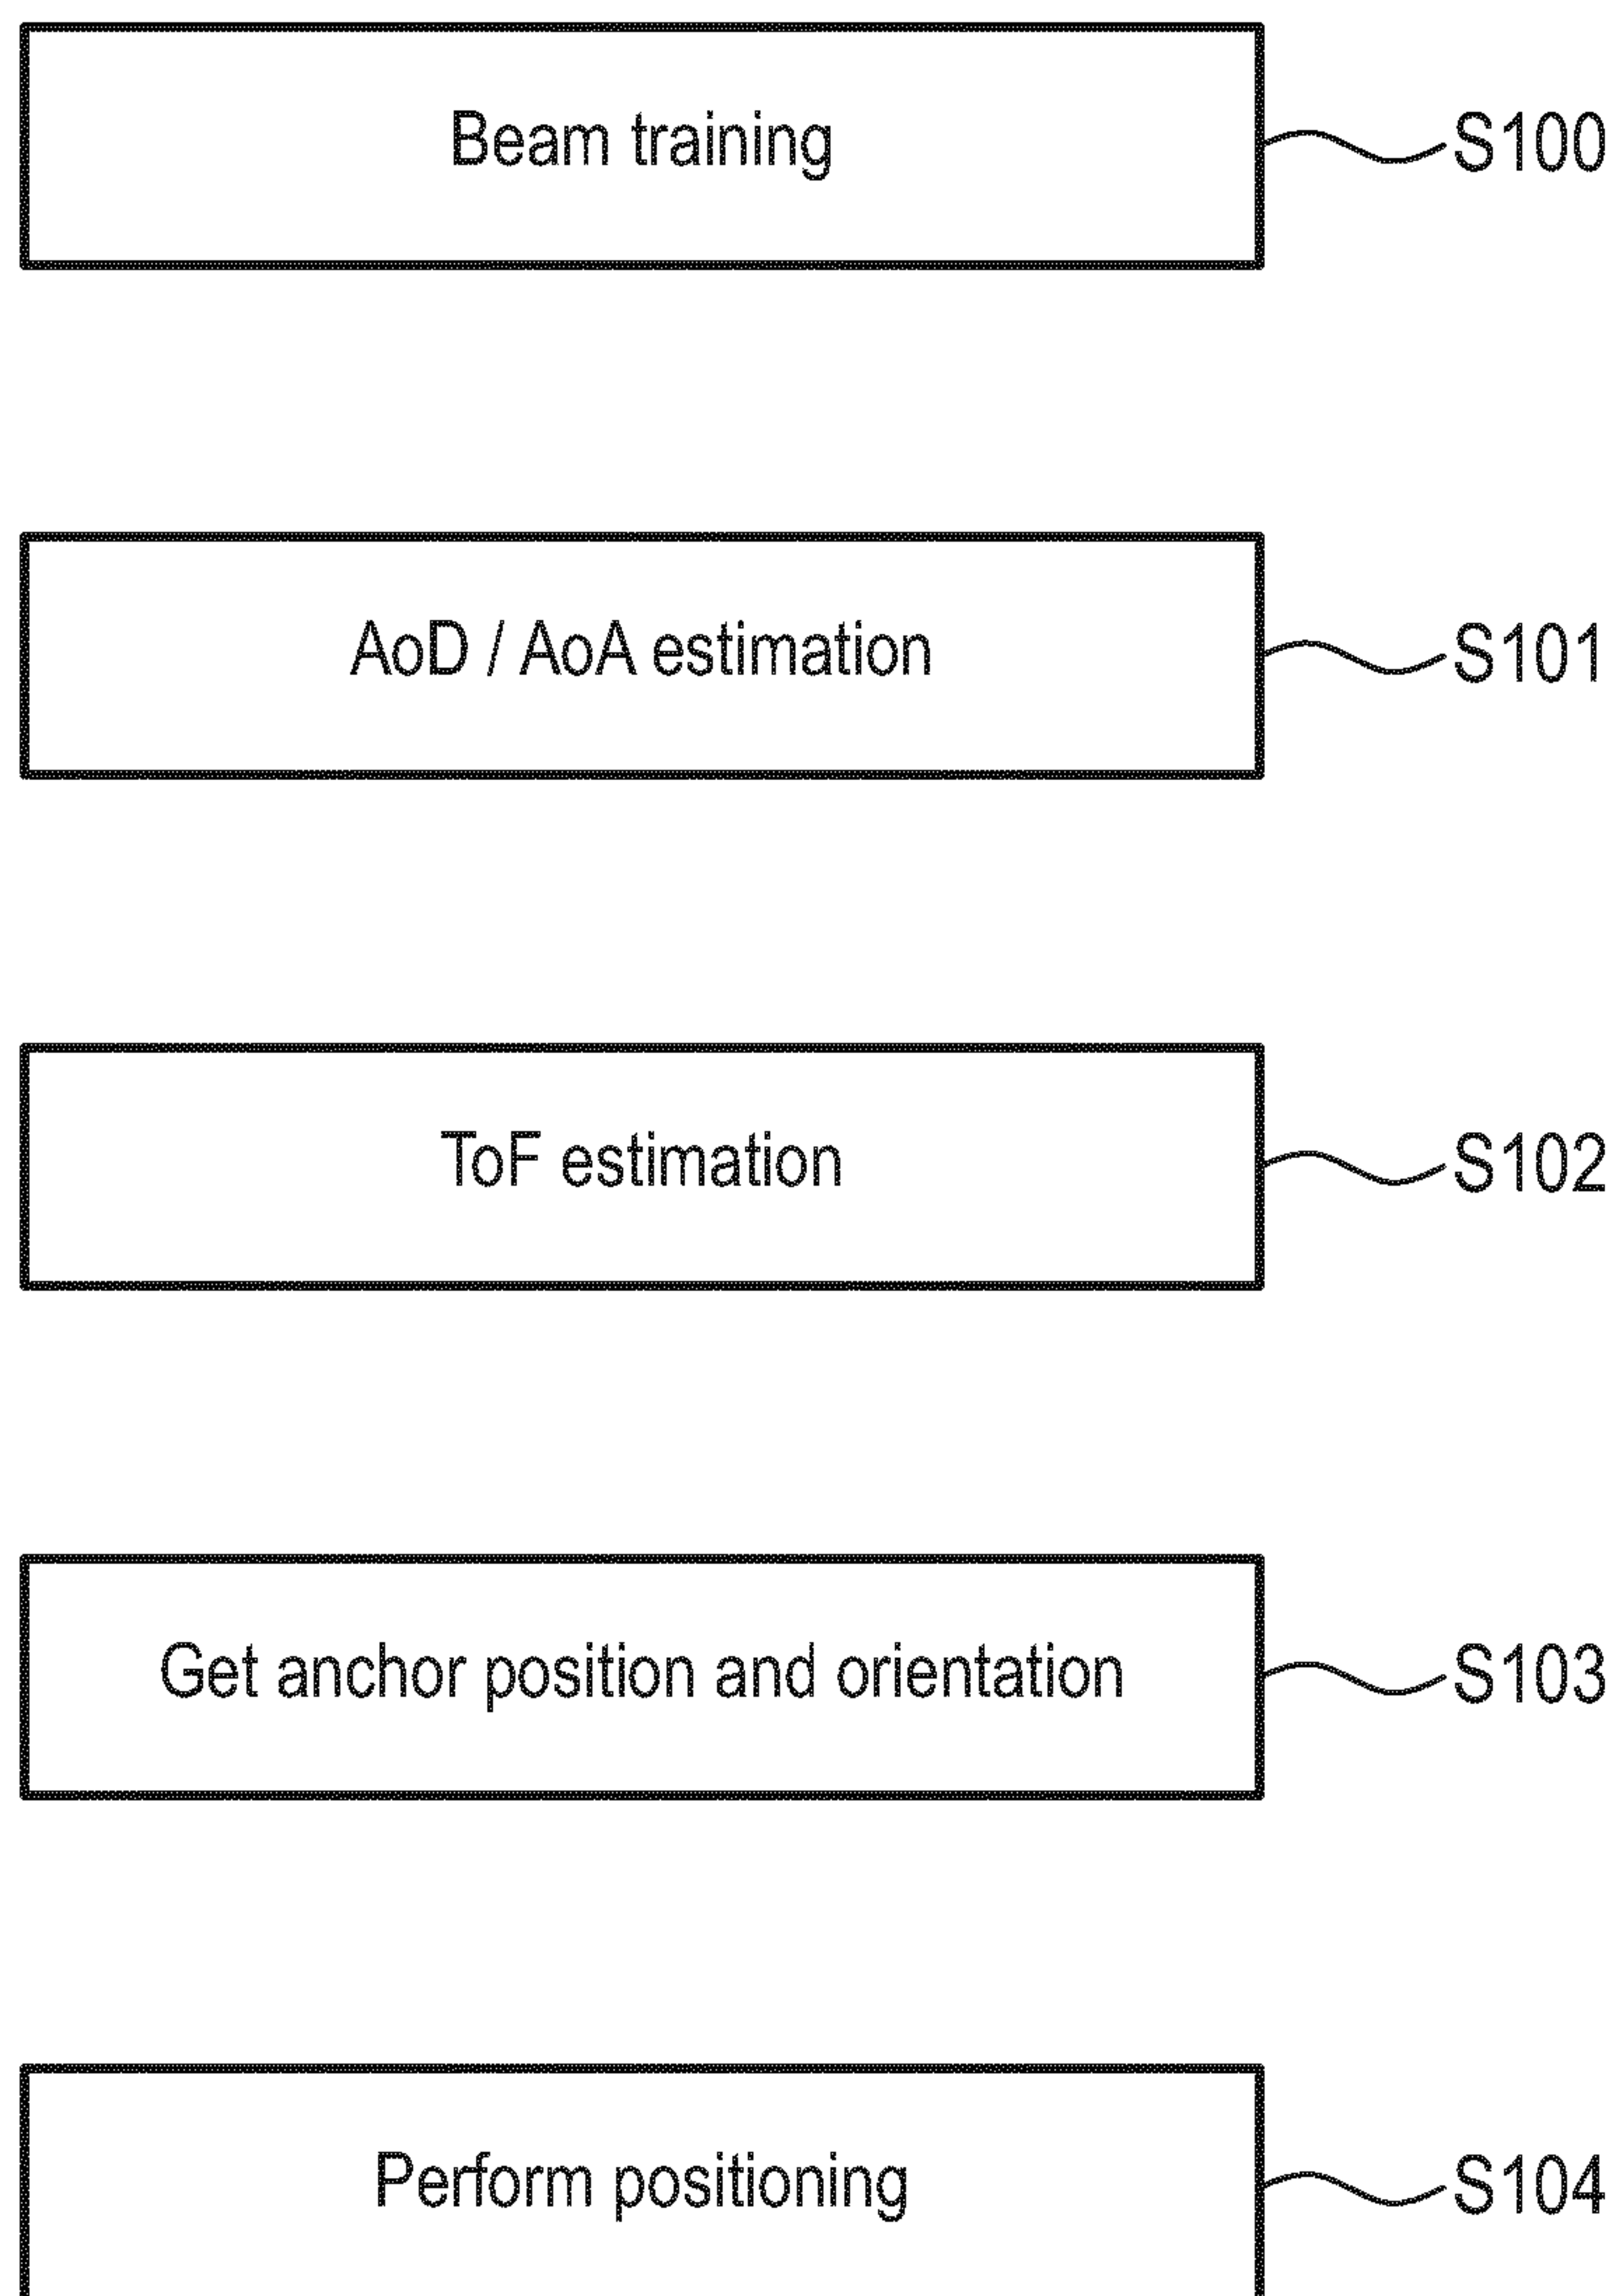 Beam training S100
AoD / AoA estimation S101
ToF estimation S102
Get anchor position and orientation S103
Perform positioning S104